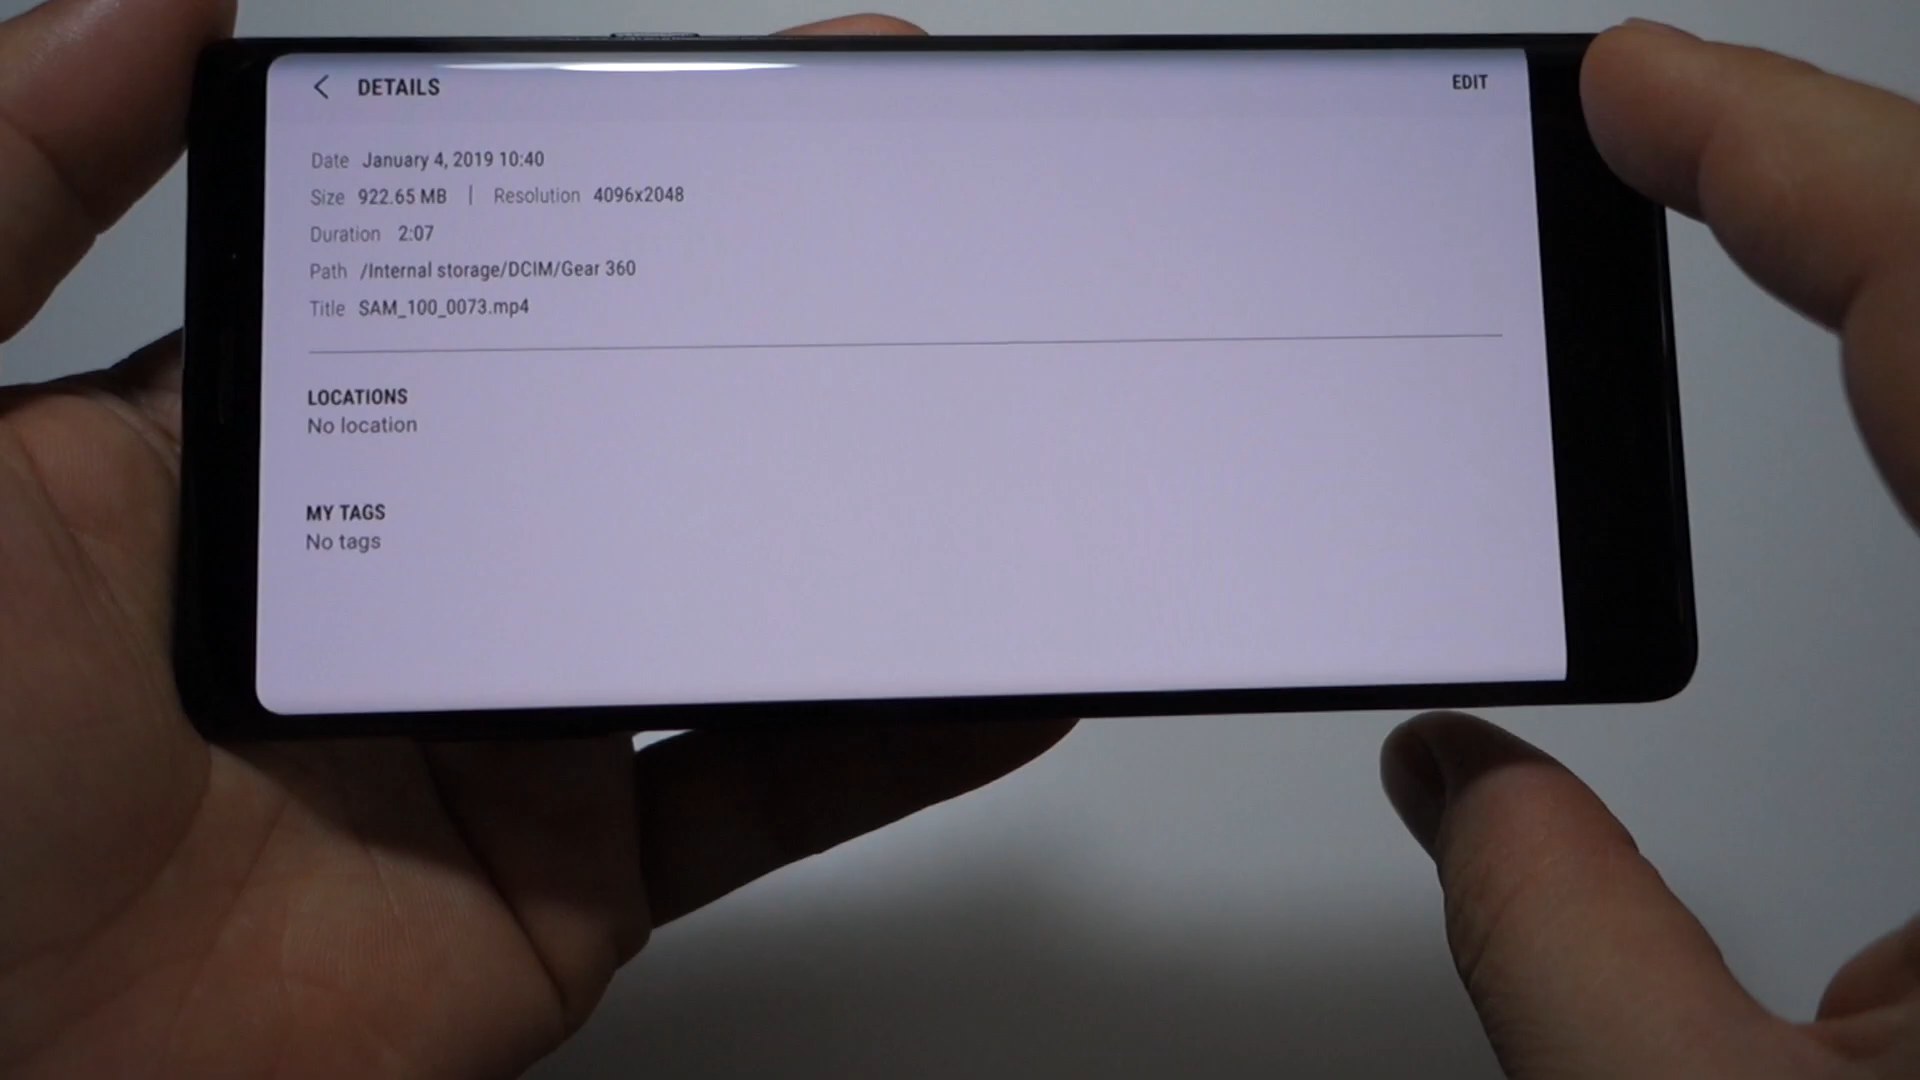 DETAILS
EDIT
Date January 4, 2019 10:40
Size 922.65 MB | Resolution 4096x2048
Duration 2:07
Path /Internal storage/DCIM/Gear 360
Title SAM_100_0073.mp4
LOCATIONS
No location
MY TAGS
No tags